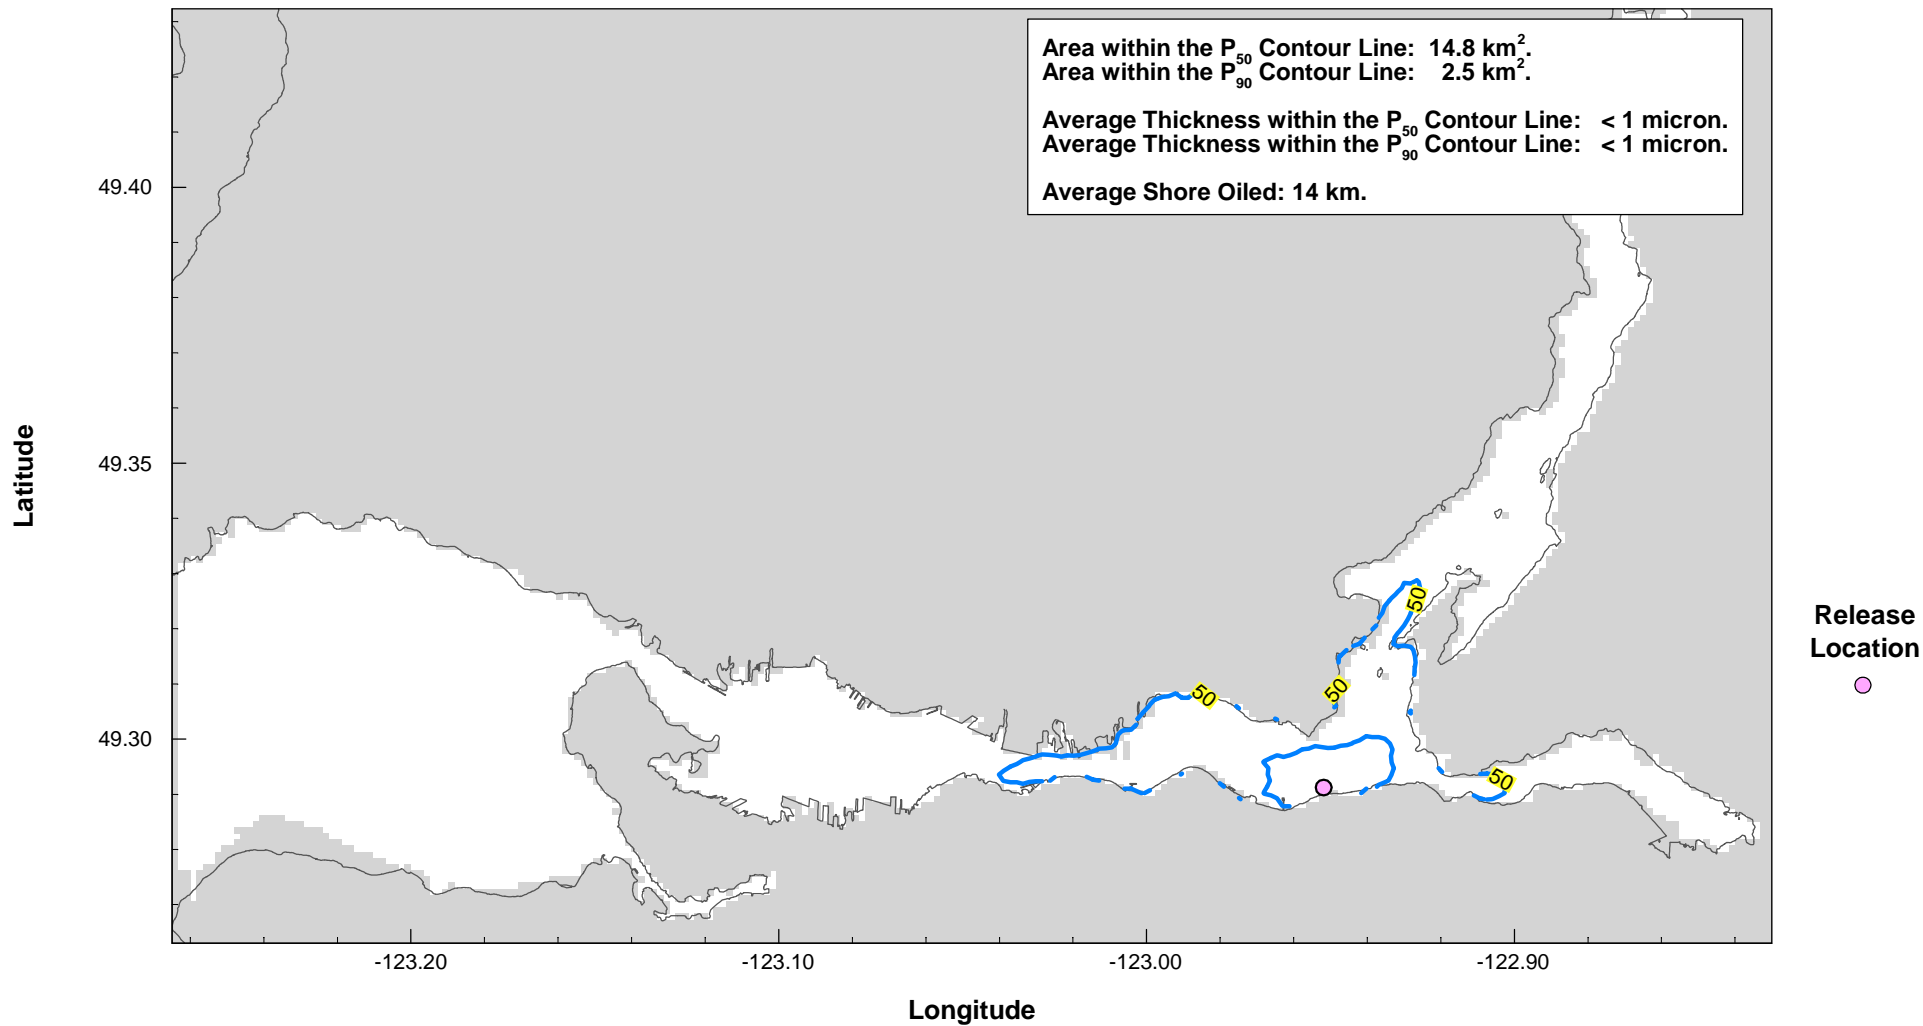 Area within the P50 Contour Line: 14.8 km2.
Area within the P90 Contour Line: 2.5 km2.
Average Thickness within the P50 Contour Line: < 1 micron.
Average Thickness within the P90 Contour Line: < 1 micron.
Average Shore Oiled: 14 km.
49.40
49.35
49.30
Latitude
50
50
50
50
Release
Location
-123.20
-123.10
-123.00
-122.90
Longitude